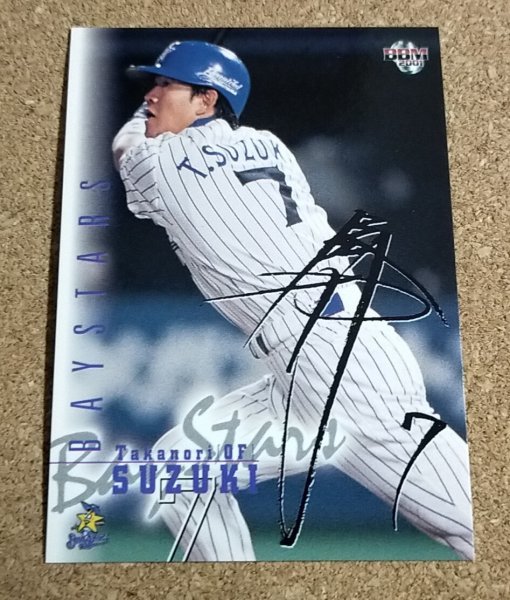 BBM
2001
T.SUZUKI
7
BAYSTARS
BayStars
Takanori OF
SUZUKI
7